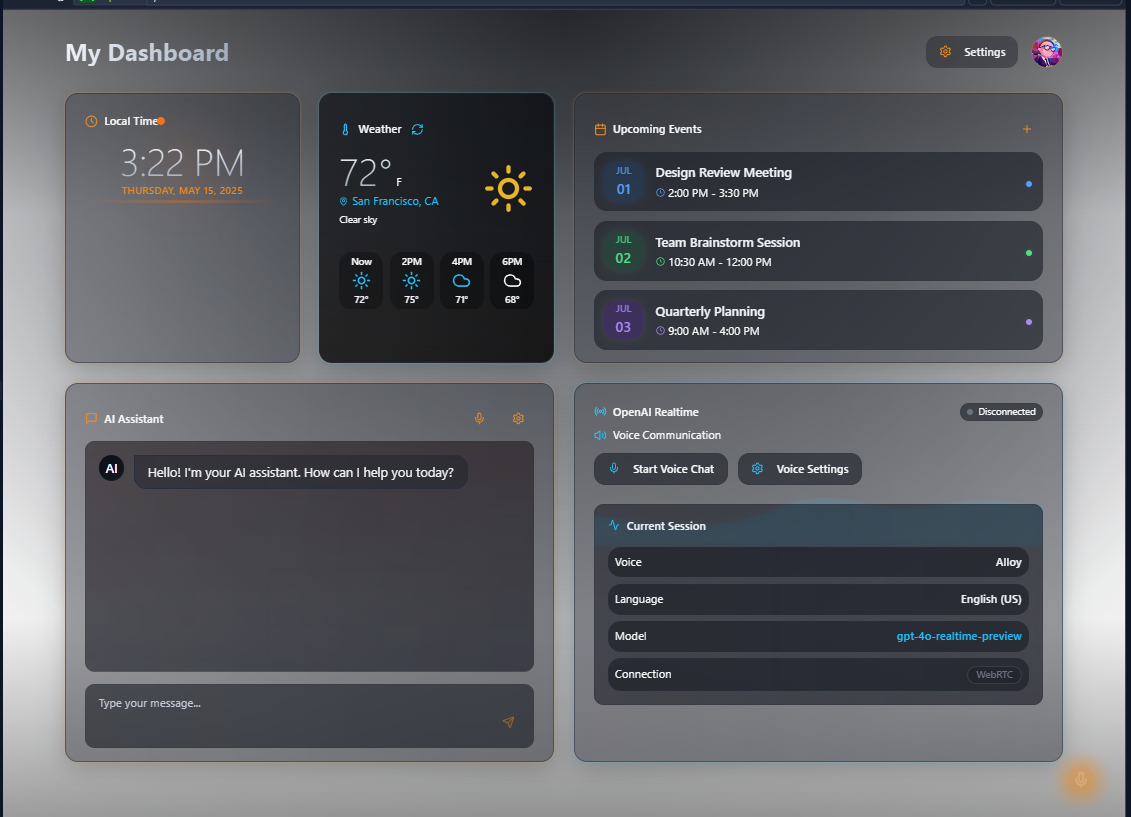 My Dashboard
Settings
Local Time
3:22 PM
THURSDAY, MAY 15, 2025
Weather
72° F
San Francisco, CA
Clear sky
Now 2PM 4PM 6PM
72° 75° 71° 68°
Upcoming Events
JUL
01
Design Review Meeting
2:00 PM - 3:30 PM
JUL
02
Team Brainstorm Session
10:30 AM - 12:00 PM
JUL
03
Quarterly Planning
9:00 AM - 4:00 PM
AI Assistant
AI
Hello! I'm your AI assistant. How can I help you today?
Type your message...
OpenAI Realtime
Disconnected
Voice Communication
Start Voice Chat
Voice Settings
Current Session
Voice Alloy
Language English (US)
Model gpt-4o-realtime-preview
Connection WebRTC